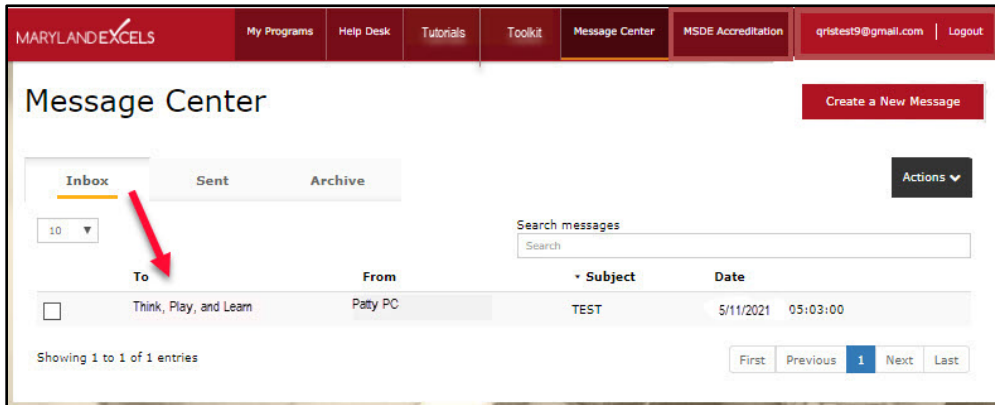 MARYLAND EXCELS My Programs Help Desk Tutorials Toolkit Message Center MSDE Accreditation qristest9@gmail.com | Logout
Message Center
Create a New Message
Inbox Sent Archive
Actions
10
Search messages
Search
To From Subject Date
Think, Play, and Learn Patty PC TEST 5/11/2021 05:03:00
Showing 1 to 1 of 1 entries
First Previous 1 Next Last